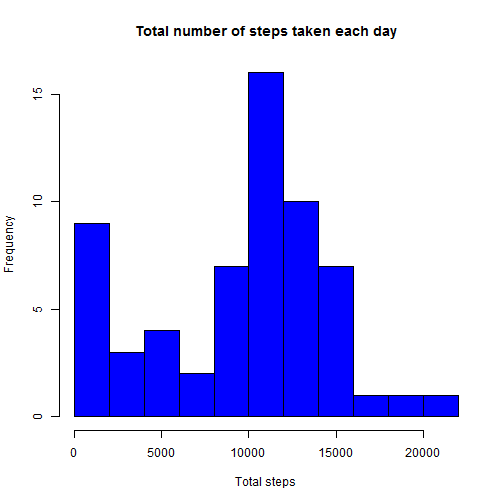 Total number of steps taken each day
Frequency
15
10
5
0
0 5000 10000 15000 20000
Total steps